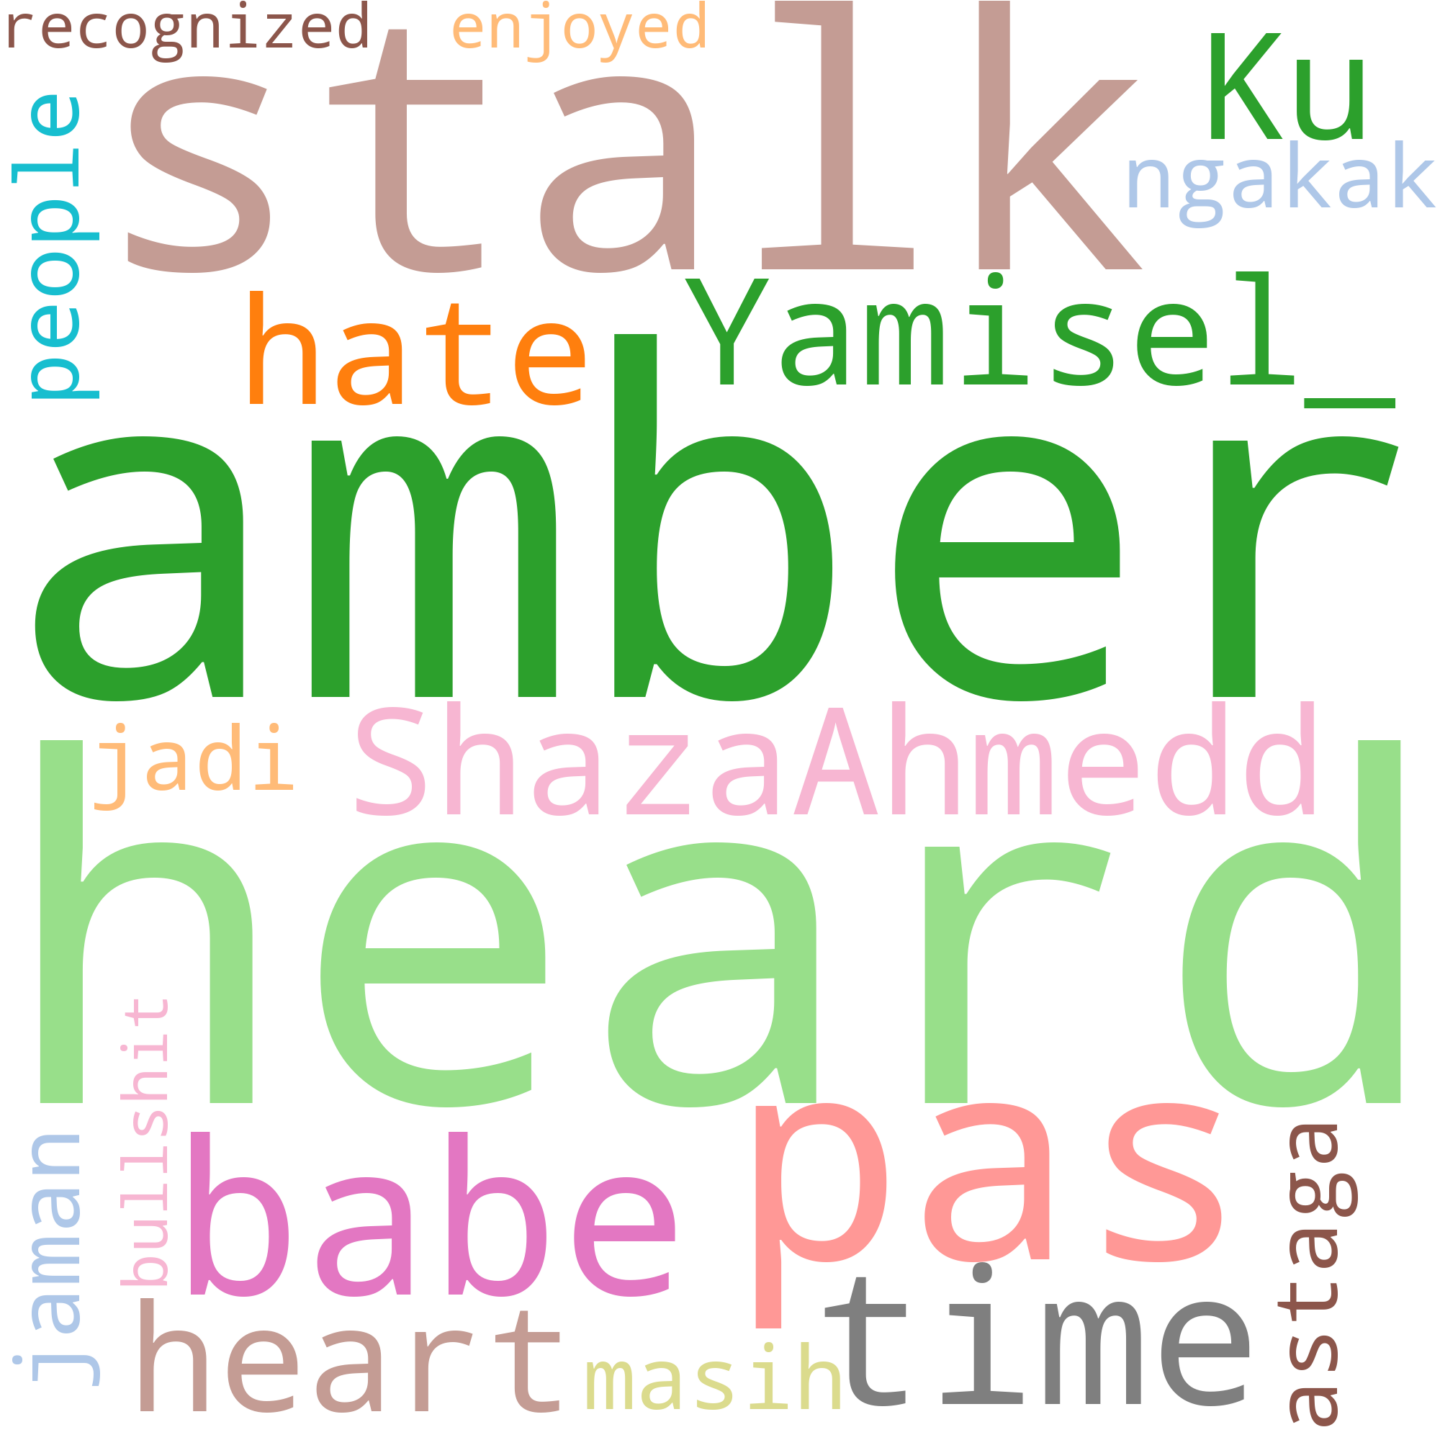 recognized
enjoyed
stalk
Ku
ngakak
people
hate
Yamisel_
amber
jadi
ShazaAhmedd
heard
bullshit
jaman
babe
pas
astaga
heart
masih
time